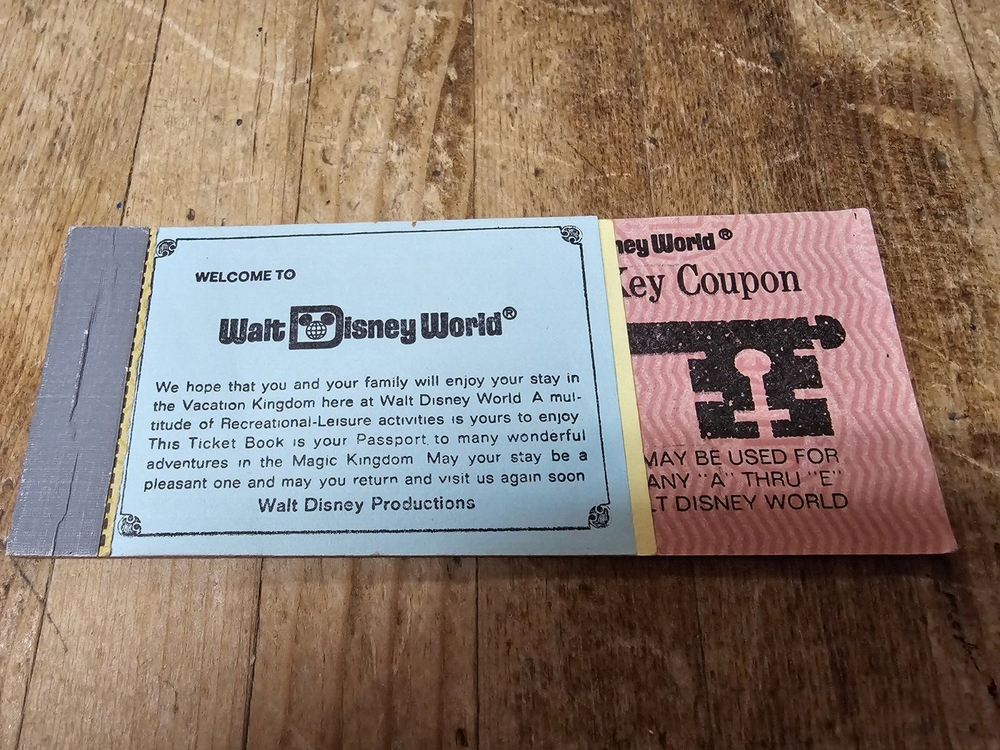 WELCOME TO
Walt Disney World®
We hope that you and your family will enjoy your stay in
the Vacation Kingdom here at Walt Disney World A mul-
titude of Recreational-Leisure activities is yours to enjoy
This Ticket Book is your Passport to many wonderful
adventures in the Magic Kingdom May your stay be a
pleasant one and may you return and visit us again soon
Walt Disney Productions
ney World®
Key Coupon
MAY BE USED FOR
ANY "A" THRU "E"
LT DISNEY WORLD